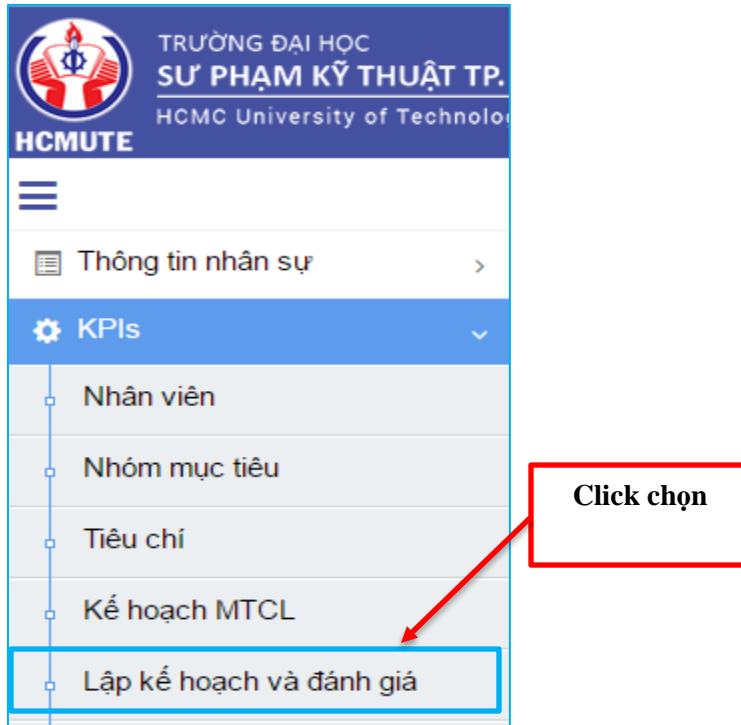 TRƯỜNG ĐẠI HỌC
SƯ PHẠM KỸ THUẬT TP.
HCMC University of Technolo
HCMUTE
Thông tin nhân sự
KPIs
Nhân viên
Nhóm mục tiêu
Tiêu chí
Kế hoạch MTCL
Lập kế hoạch và đánh giá
Click chọn